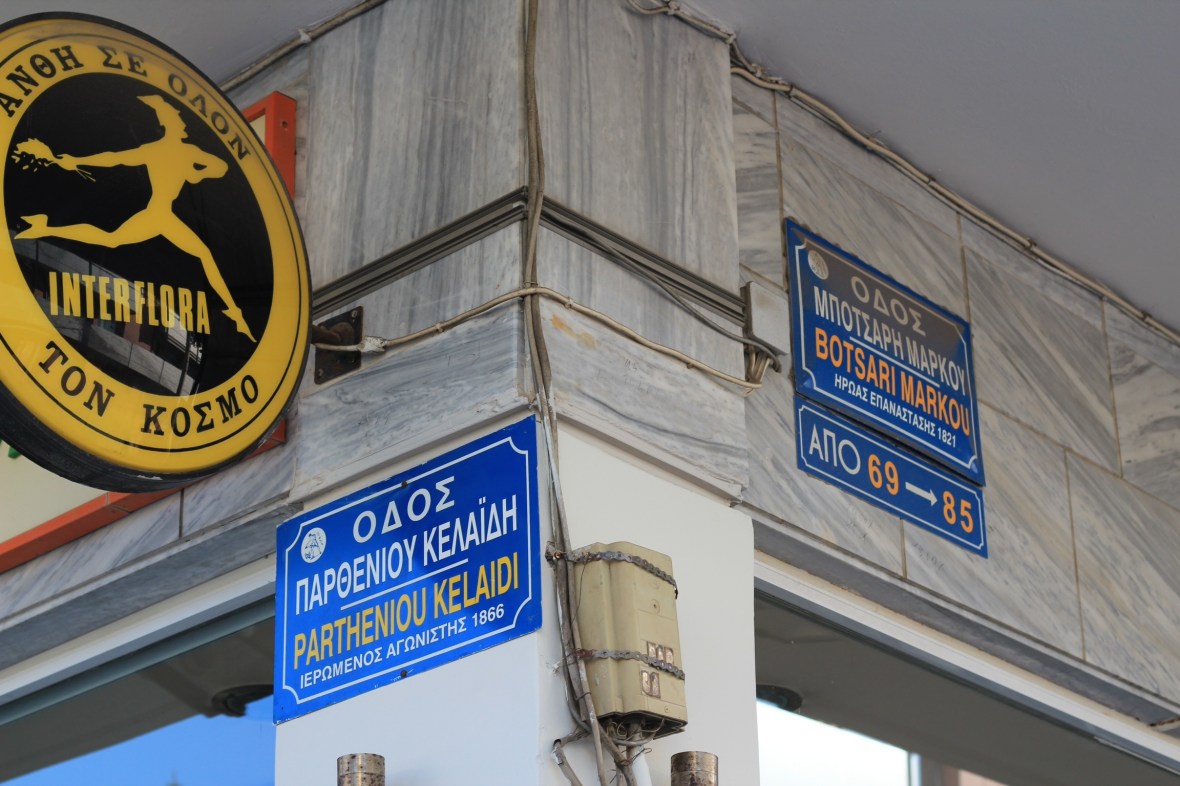 ΑΝΘΗ ΣΕ ΟΛΟΝ
INTERFLORA
ΤΟΝ ΚΟΣΜΟ
ΟΔΟΣ
ΠΑΡΘΕΝΙΟΥ ΚΕΛΑΪΔΗ
PARTHENIOU KELAIDI
ΙΕΡΩΜΕΝΟΣ ΑΓΩΝΙΣΤΗΣ 1866
ΟΔΟΣ
ΜΠΟΤΣΑΡΗ ΜΑΡΚΟΥ
BOTSARI MARKOU
ΗΡΩΑΣ ΕΠΑΝΑΣΤΑΣΗΣ 1821
ΑΠΟ 69 → 85